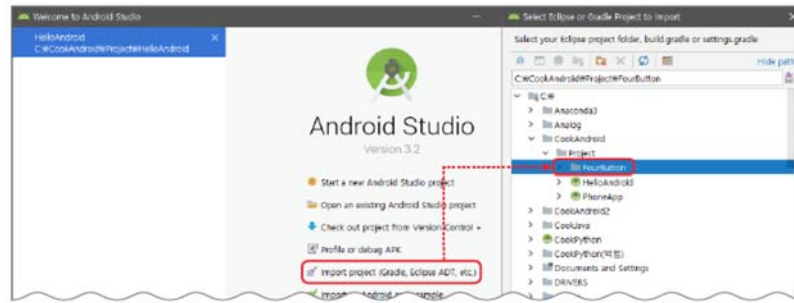 Welcome to Android Studio
HelloAndroid
C:₩CookAndroid₩Project₩HelloAndroid
Android Studio
Version 3.2
Start a new Android Studio project
Open an existing Android Studio project
Check out project from Version Control
Profile or debug APK
Import project (Gradle, Eclipse ADT, etc.)
Select Eclipse or Gradle Project to Import
Select your Eclipse project folder, build.gradle or settings.gradle
Hide path
C:₩CookAndroid₩Project₩FourButton
C:₩
Anaconda3
Analog
CookAndroid
Project
FourButton
HelloAndroid
PhoneApp
CookAndroid2
CookJava
CookPython
Documents and Settings
DRIVERS